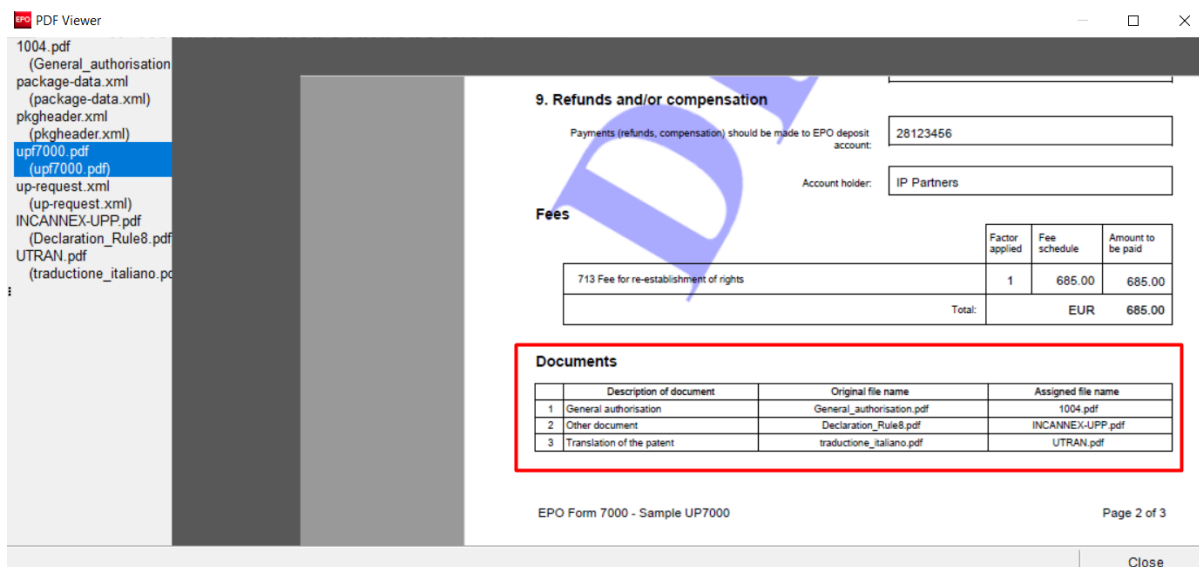 EPO PDF Viewer
1004.pdf
(General_authorisation
package-data.xml
(package-data.xml)
pkgheader.xml
(pkgheader.xml)
upf7000.pdf
(upf7000.pdf)
up-request.xml
(up-request.xml)
INCANNEX-UPP.pdf
(Declaration_Rule8.pdf
UTRAN.pdf
(traductione_italiano.pd
9. Refunds and/or compensation
Payments (refunds, compensation) should be made to EPO deposit
account:
28123456
Account holder:
IP Partners
Fees
Factor applied Fee schedule Amount to be paid
713 Fee for re-establishment of rights 1 685.00 685.00
Total: EUR 685.00
Documents
Description of document Original file name Assigned file name
1 General authorisation General_authorisation.pdf 1004.pdf
2 Other document Declaration_Rule8.pdf INCANNEX-UPP.pdf
3 Translation of the patent traductione_italiano.pdf UTRAN.pdf
EPO Form 7000 - Sample UP7000 Page 2 of 3
Close